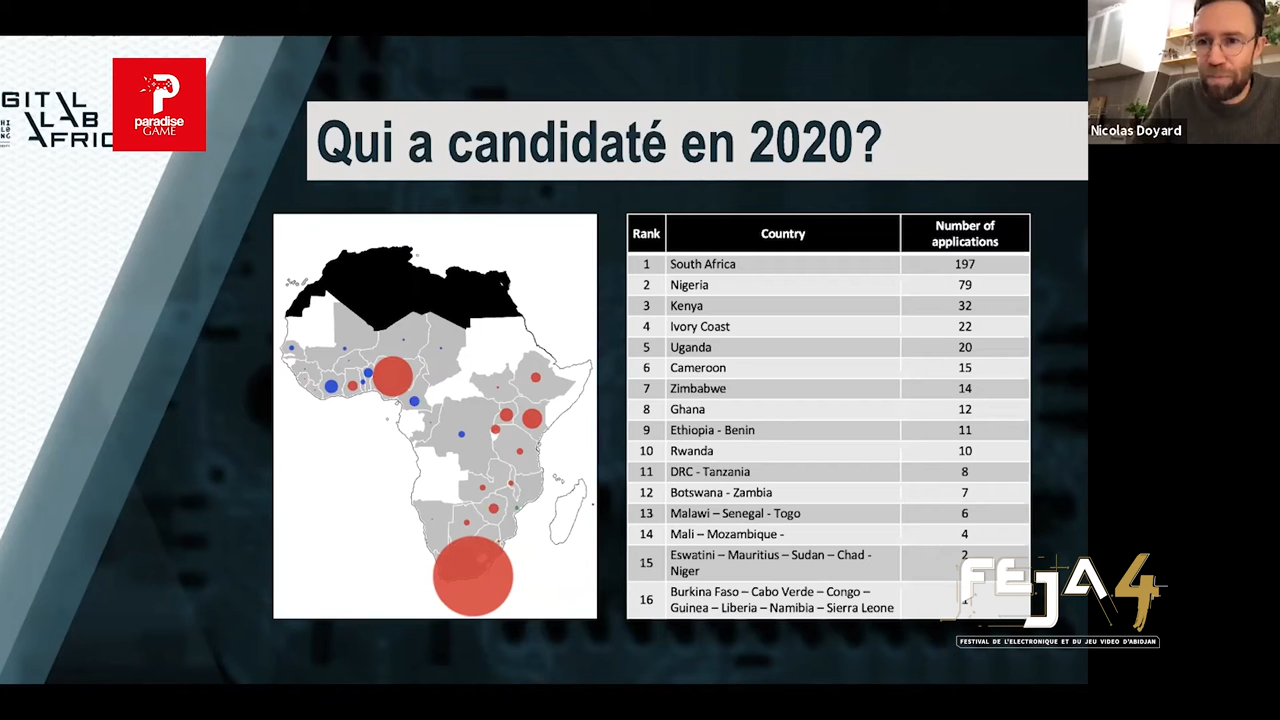 GITAL
LAB
AFRIC
paradise
GAME
Qui a candidaté en 2020?
Nicolas Doyard
Rank Country Number of applications
1 South Africa 197
2 Nigeria 79
3 Kenya 32
4 Ivory Coast 22
5 Uganda 20
6 Cameroon 15
7 Zimbabwe 14
8 Ghana 12
9 Ethiopia - Benin 11
10 Rwanda 10
11 DRC - Tanzania 8
12 Botswana - Zambia 7
13 Malawi – Senegal - Togo 6
14 Mali – Mozambique - 4
15 Eswatini – Mauritius – Sudan – Chad - 2
Niger
16 Burkina Faso – Cabo Verde – Congo –
Guinea – Liberia – Namibia – Sierra Leone
FEJA 4
FESTIVAL DE L'ELECTRONIQUE ET DU JEU VIDEO D'ABIDJAN